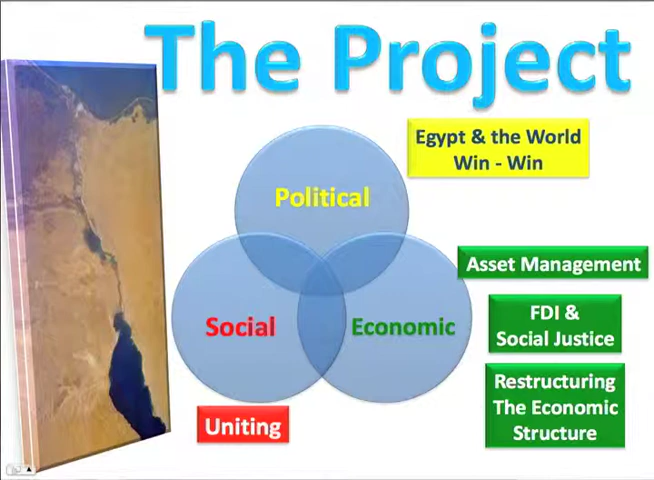 The Project
Egypt & the World
Win - Win
Political
Asset Management
Social
Economic
FDI &
Social Justice
Restructuring
The Economic
Structure
Uniting